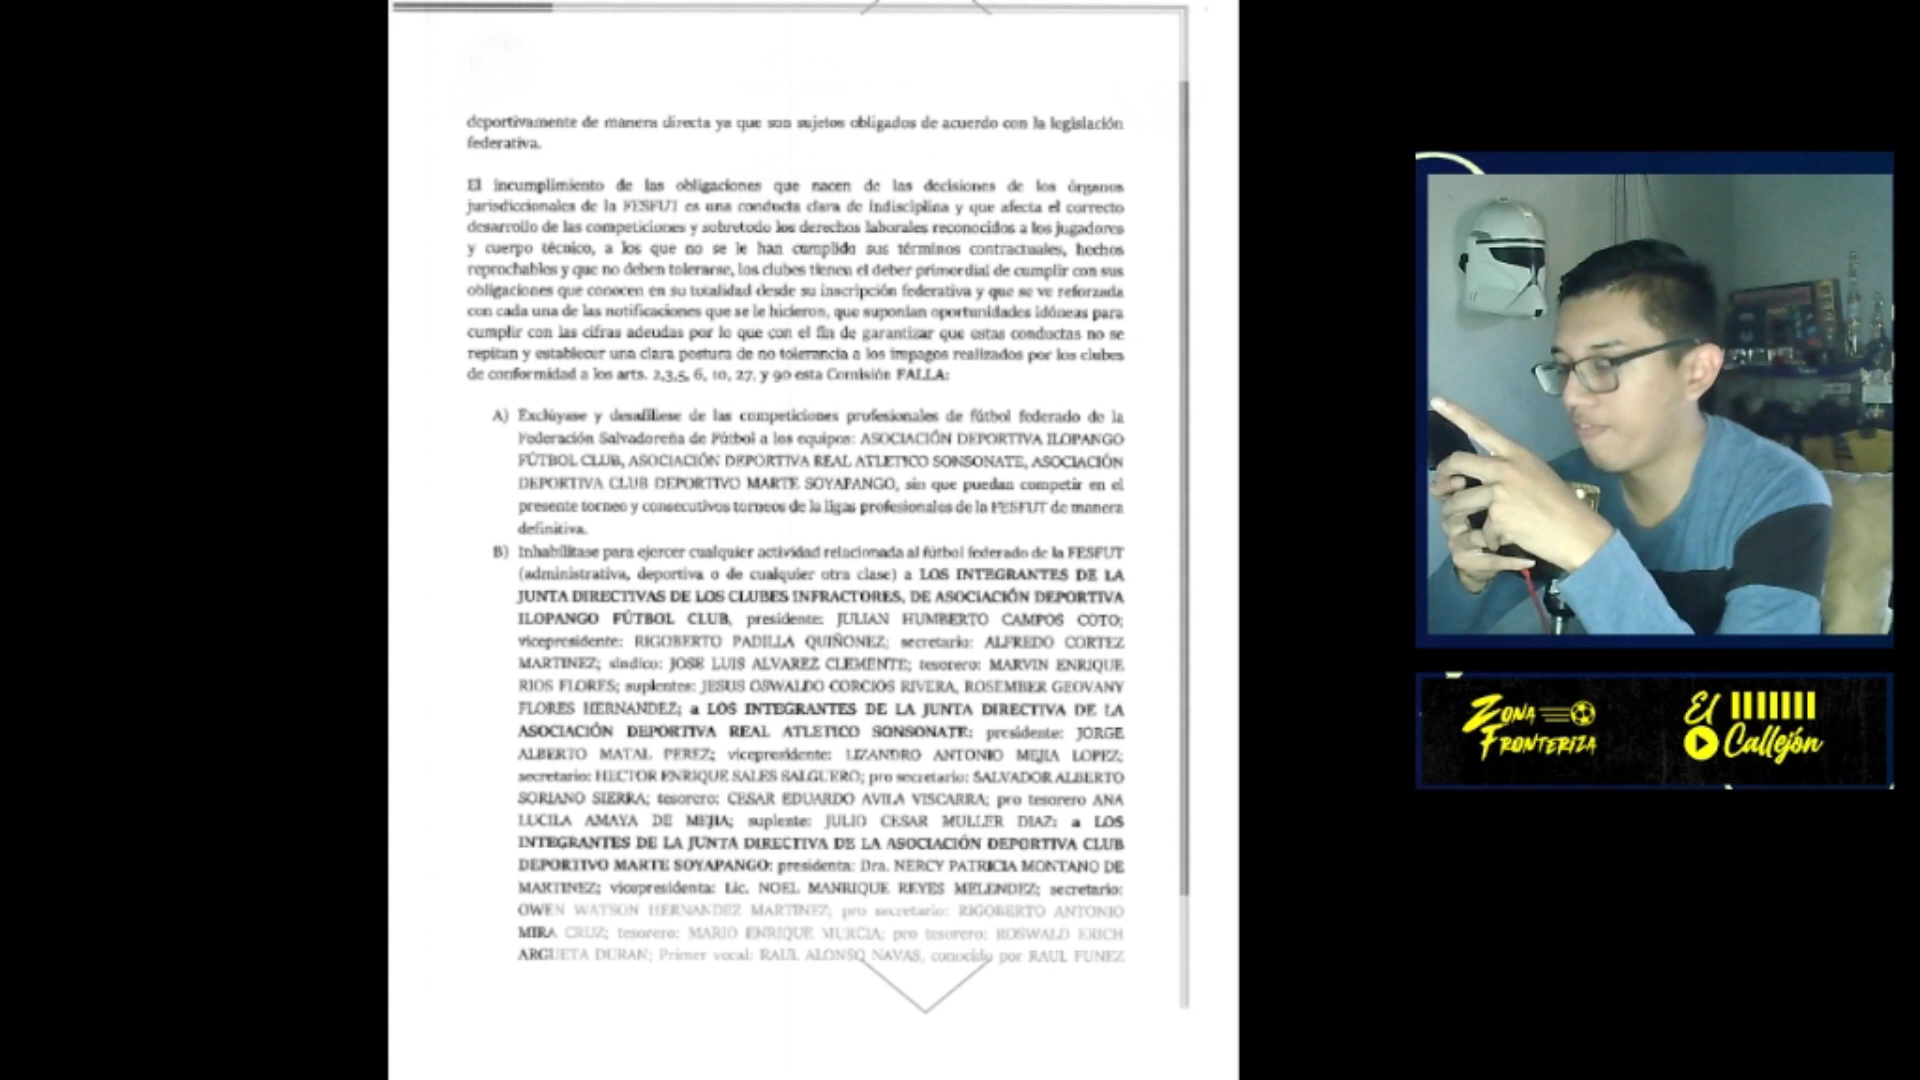 deportivamente de manera directa ya que son sujetos obligados de acuerdo con la legislación
federativa.
El incumplimiento de las obligaciones que nacen de las decisiones de los órganos
jurisdiccionales de la FESFUT es una conducta clara de indisciplina y que afecta el correcto
desarrollo de las competiciones y sobretodo los derechos laborales reconocidos a los jugadores
y cuerpo técnico, a los que no se le han cumplido sus términos contractuales, hechos
reprochables y que no deben tolerarse, los clubes tienen el deber primordial de cumplir con sus
obligaciones que conocen en su totalidad desde su inscripción federativa y que se ve reforzada
con cada una de las notificaciones que se le hicieron, que suponían oportunidades idóneas para
cumplir con las cifras adeudas por lo que con el fin de garantizar que estas conductas no se
repitan y establecer una clara postura de no tolerancia a los impagos realizados por los clubes
de conformidad a los arts. 2,3,5, 6, 10, 27, y 90 esta Comisión FALLA:
A) Exclúyase y desafíliese de las competiciones profesionales de fútbol federado de la
Federación Salvadoreña de Fútbol a los equipos: ASOCIACIÓN DEPORTIVA ILOPANGO
FÚTBOL CLUB, ASOCIACIÓN DEPORTIVA REAL ATLETICO SONSONATE, ASOCIACIÓN
DEPORTIVA CLUB DEPORTIVO MARTE SOYAPANGO, sin que puedan competir en el
presente torneo y consecutivos torneos de la ligas profesionales de la FESFUT de manera
definitiva.
B) Inhabilítase para ejercer cualquier actividad relacionada al fútbol federado de la FESFUT
(administrativa, deportiva o de cualquier otra clase) a LOS INTEGRANTES DE LA
JUNTA DIRECTIVAS DE LOS CLUBES INFRACTORES, DE ASOCIACIÓN DEPORTIVA
ILOPANGO FÚTBOL CLUB, presidente: JULIAN HUMBERTO CAMPOS COTO;
vicepresidente: RIGOBERTO PADILLA QUIÑONEZ; secretario: ALFREDO CORTEZ
MARTINEZ; síndico: JOSE LUIS ALVAREZ CLEMENTE; tesorero: MARVIN ENRIQUE
RIOS FLORES; suplentes: JESUS OSWALDO CORCIOS RIVERA, ROSEMBER GEOVANY
FLORES HERNANDEZ; a LOS INTEGRANTES DE LA JUNTA DIRECTIVA DE LA
ASOCIACIÓN DEPORTIVA REAL ATLETICO SONSONATE: presidente: JORGE
ALBERTO MATAL PEREZ; vicepresidente: LIZANDRO ANTONIO MEJIA LOPEZ;
secretario: HECTOR ENRIQUE SALES SALGUERO; pro secretario: SALVADOR ALBERTO
SORIANO SIERRA; tesorero: CESAR EDUARDO AVILA VISCARRA; pro tesorero ANA
LUCILA AMAYA DE MEJIA; suplente: JULIO CESAR MULLER DIAZ: a LOS
INTEGRANTES DE LA JUNTA DIRECTIVA DE LA ASOCIACIÓN DEPORTIVA CLUB
DEPORTIVO MARTE SOYAPANGO: presidenta: Dra. NERCY PATRICIA MONTANO DE
MARTINEZ; vicepresidenta: Lic. NOEL MANRIQUE REYES MELENDEZ; secretario:
OWEN WATSON HERNANDEZ MARTINEZ; pro secretario: RIGOBERTO ANTONIO
MIRA CRUZ; tesorero: MARIO ENRIQUE MURCIA; pro tesorero: ROSWALD ERICH
ARGUETA DURAN; Primer vocal: RAUL ALONSO NAVAS, conocido por RAUL FUNEZ
ZONA
FRONTERIZA
El
Callejón